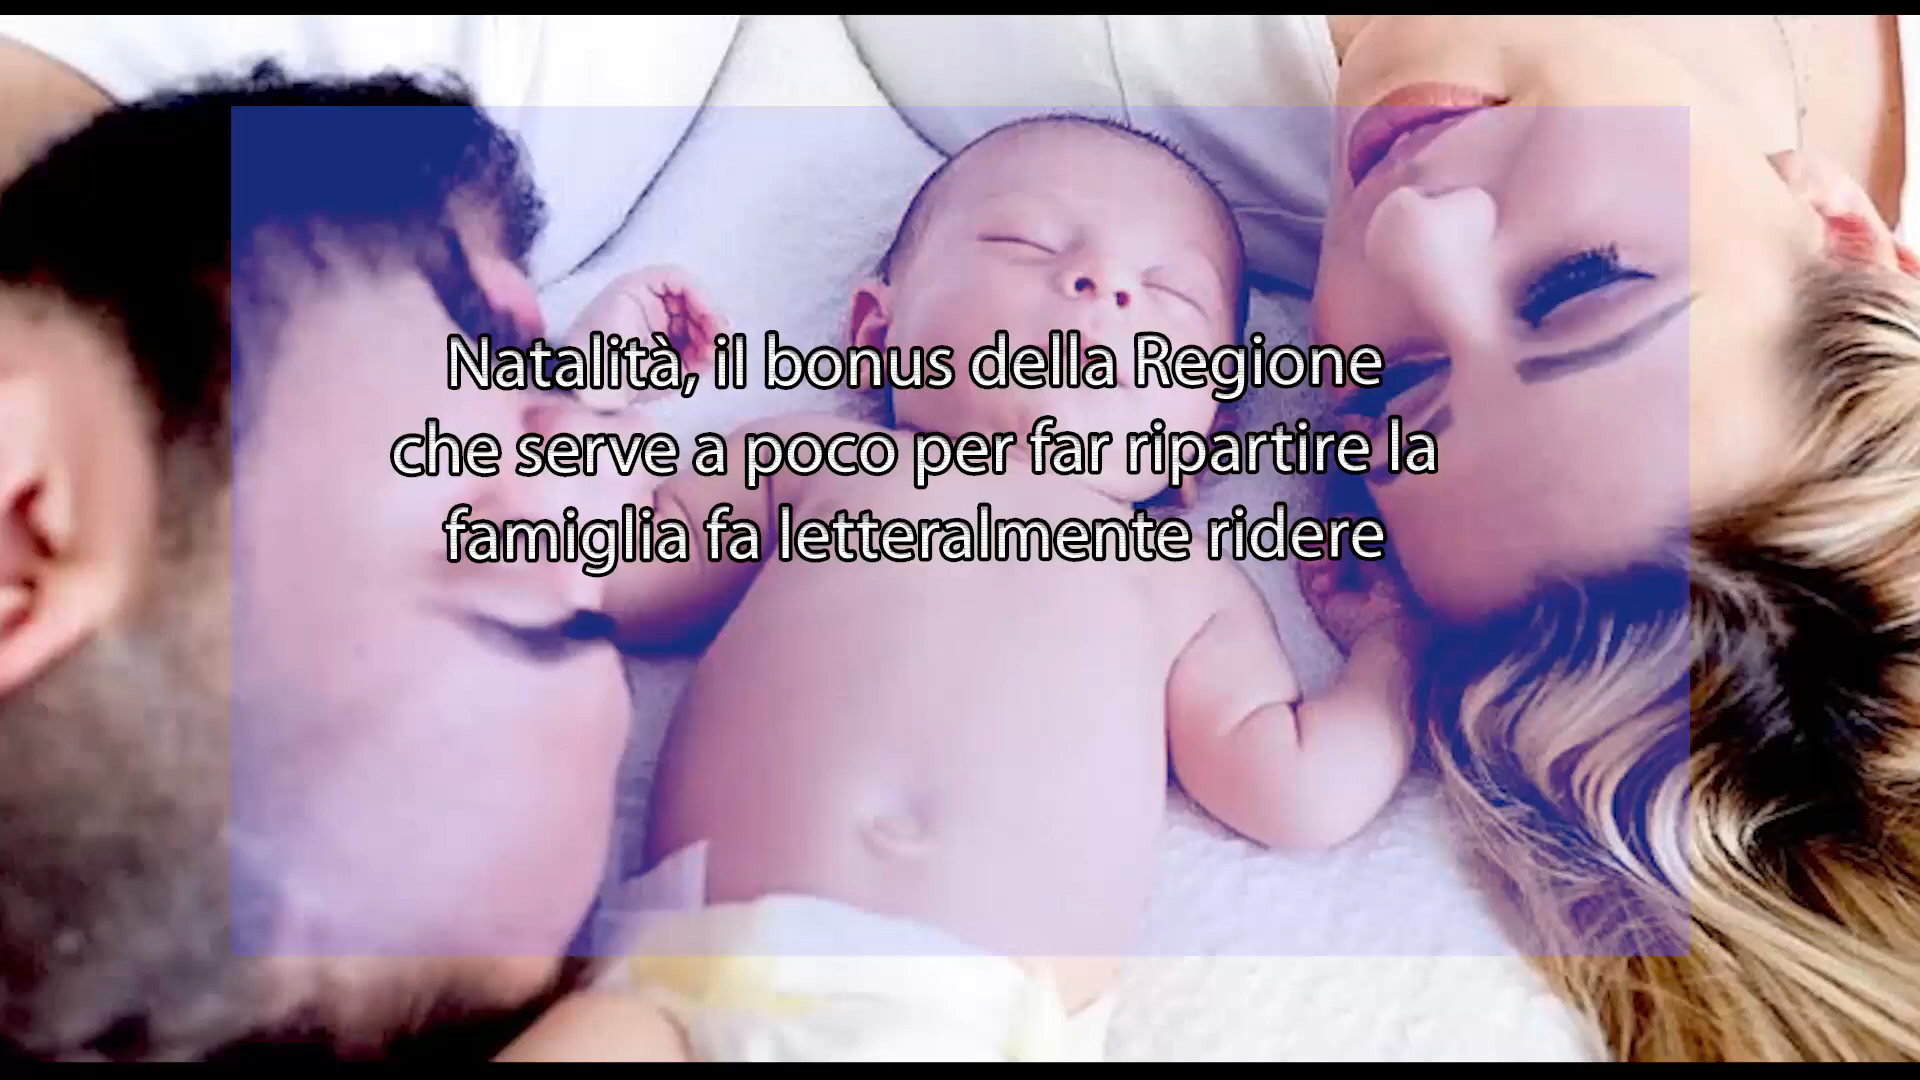 Natalità, il bonus della Regione
che serve a poco per far ripartire la
famiglia fa letteralmente ridere